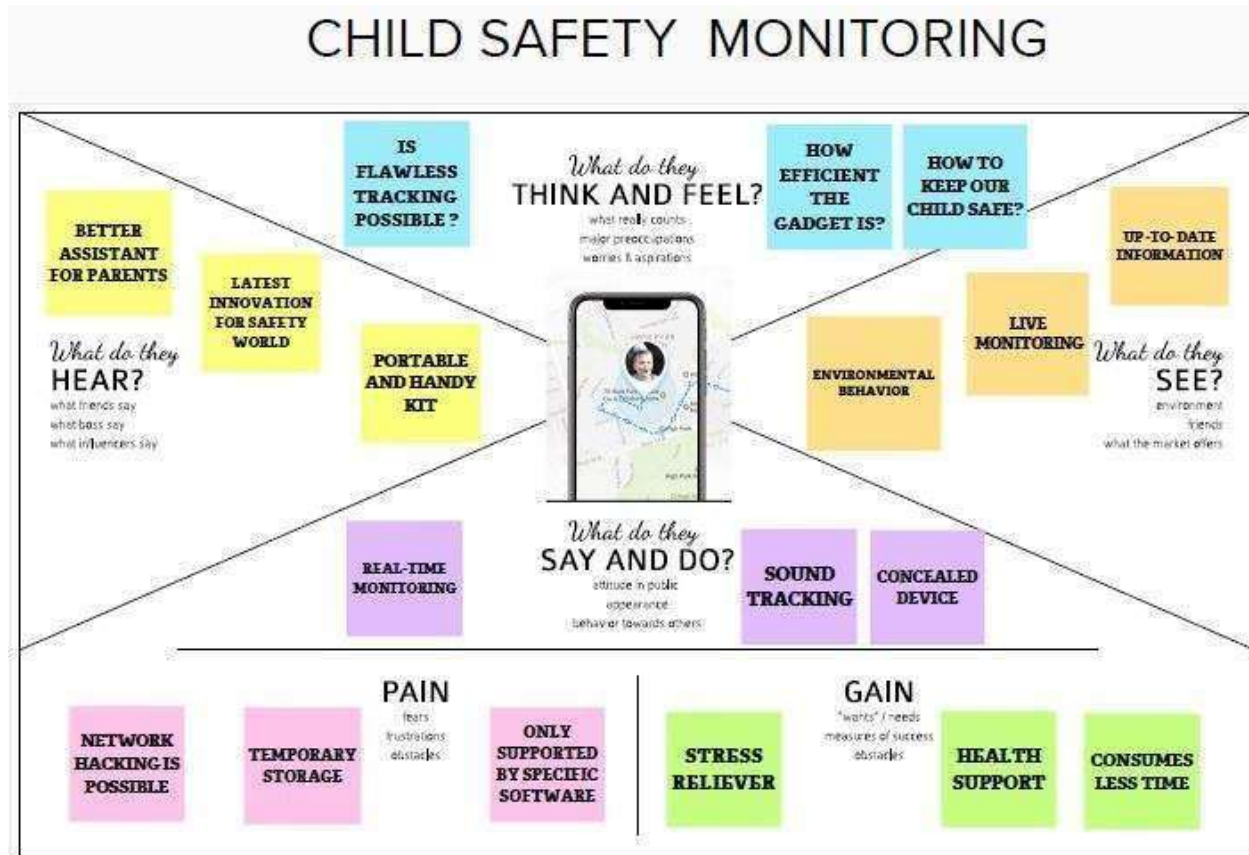 CHILD SAFETY MONITORING
IS
FLAWLESS
TRACKING
POSSIBLE ?
What do they
THINK AND FEEL?
what really counts
major preoccupations
worries & aspirations
HOW
EFFICIENT
THE
GADGET IS?
HOW TO
KEEP OUR
CHILD SAFE?
BETTER
ASSISTANT
FOR PARENTS
LATEST
INNOVATION
FOR SAFETY
WORLD
PORTABLE
AND HANDY
KIT
What do they
HEAR?
what friends say
what boss say
what influencers say
UP-TO-DATE
INFORMATION
LIVE
MONITORING
ENVIRONMENTAL
BEHAVIOR
What do they
SEE?
environment
friends
what the market offers
REAL-TIME
MONITORING
What do they
SAY AND DO?
attitude in public
appearance
behavior towards others
SOUND
TRACKING
CONCEALED
DEVICE
PAIN
fears
frustrations
obstacles
NETWORK
HACKING IS
POSSIBLE
TEMPORARY
STORAGE
ONLY
SUPPORTED
BY SPECIFIC
SOFTWARE
GAIN
"wants" / needs
measures of success
obstacles
STRESS
RELIEVER
HEALTH
SUPPORT
CONSUMES
LESS TIME